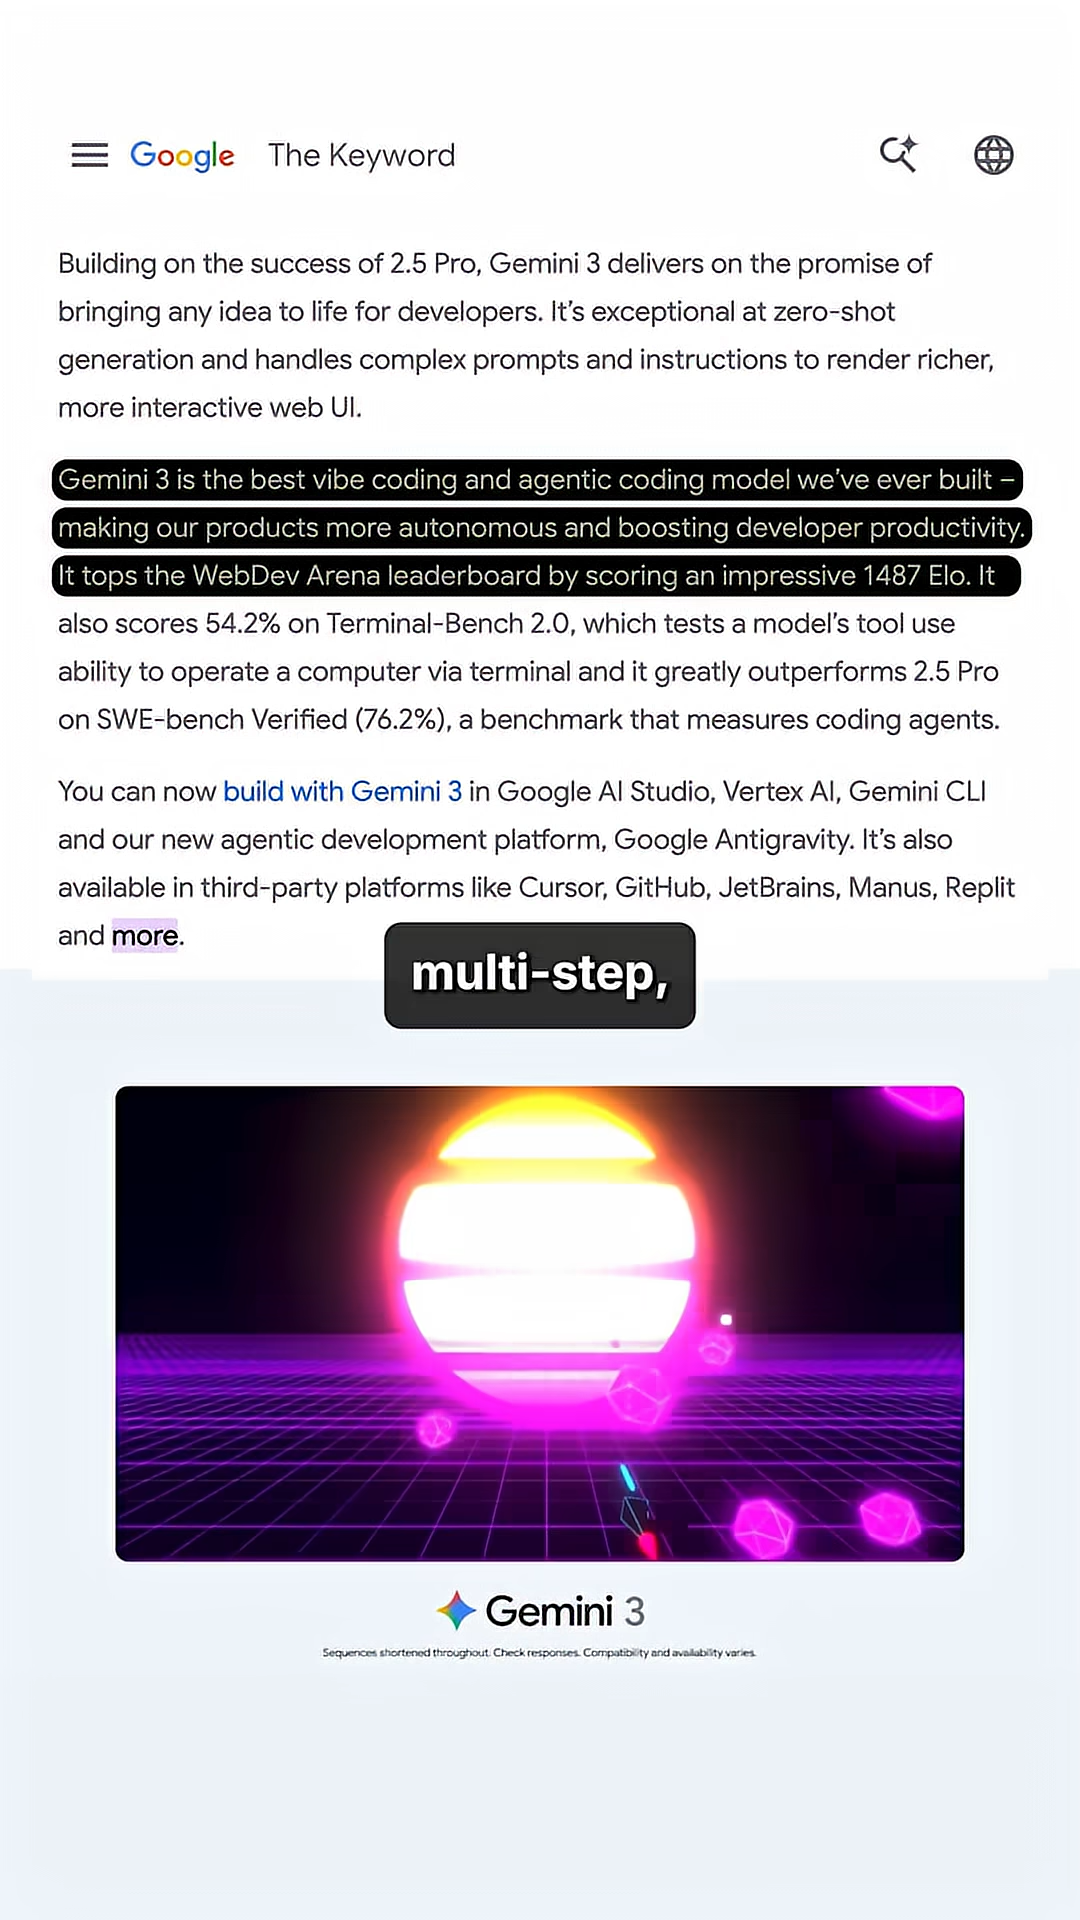 Google The Keyword
Building on the success of 2.5 Pro, Gemini 3 delivers on the promise of
bringing any idea to life for developers. It's exceptional at zero-shot
generation and handles complex prompts and instructions to render richer,
more interactive web UI.
Gemini 3 is the best vibe coding and agentic coding model we've ever built –
making our products more autonomous and boosting developer productivity.
It tops the WebDev Arena leaderboard by scoring an impressive 1487 Elo. It
also scores 54.2% on Terminal-Bench 2.0, which tests a model's tool use
ability to operate a computer via terminal and it greatly outperforms 2.5 Pro
on SWE-bench Verified (76.2%), a benchmark that measures coding agents.
You can now build with Gemini 3 in Google AI Studio, Vertex AI, Gemini CLI
and our new agentic development platform, Google Antigravity. It's also
available in third-party platforms like Cursor, GitHub, JetBrains, Manus, Replit
and more.
multi-step,
Gemini 3
Sequences shortened throughout. Check responses. Compatibility and availability varies.